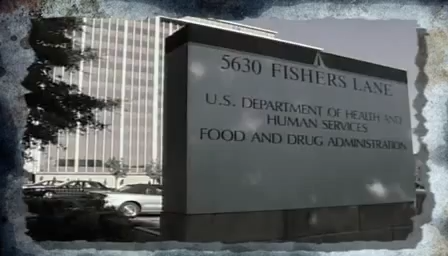 5630 FISHERS LANE
U.S. DEPARTMENT OF HEALTH AND
HUMAN SERVICES
FOOD AND DRUG ADMINISTRATION